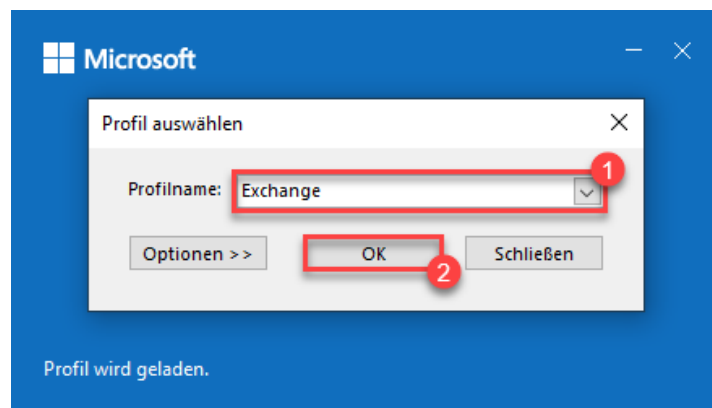 Microsoft
Profil auswählen
Profilname: Exchange
1
Optionen >> OK Schließen
2
Profil wird geladen.